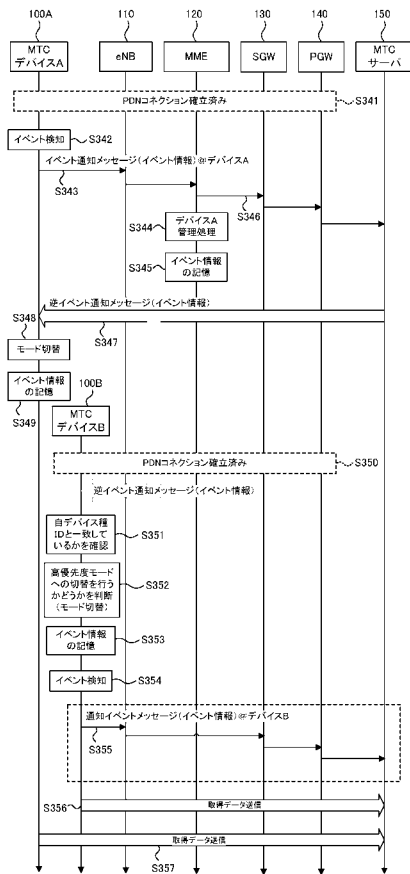 100A
110
120
130
140
150
MTC
デバイスA
eNB
MME
SGW
PGW
MTC
サーバ
PDNコネクション確立済み
S341
イベント検知
S342
イベント通知メッセージ(イベント情報)@デバイスA
S343
S346
S344
デバイスA
管理処理
S345
イベント情報
の記憶
S348
逆イベント通知メッセージ(イベント情報)
S347
モード切替
イベント情報
の記憶
S349
100B
MTC
デバイスB
PDNコネクション確立済み
S350
逆イベント通知メッセージ(イベント情報)
自デバイス種
IDと一致して
いるかを確認
S351
高優先度モード
への切替を行う
かどうかを判断
(モード切替)
S352
イベント情報
の記憶
S353
イベント検知
S354
通知イベントメッセージ(イベント情報)@デバイスB
S355
S356
取得データ送信
取得データ送信
S357